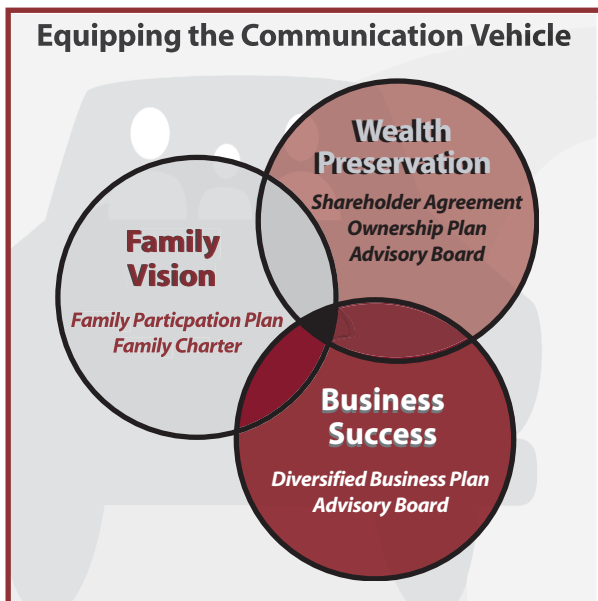 Equipping the Communication Vehicle
Wealth
Preservation
Shareholder Agreement
Ownership Plan
Advisory Board
Family
Vision
Family Particpation Plan
Family Charter
Business
Success
Diversified Business Plan
Advisory Board